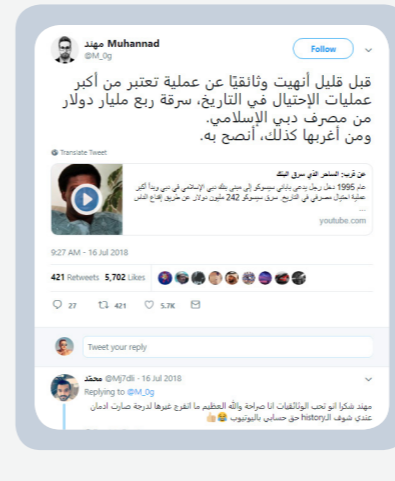 Muhannad مهند
@M_0g
Follow
قبل قليل أنهيت وثائقيًا عن عملية تعتبر من أكبر
عمليات الإحتيال في التاريخ، سرقة ربع مليار دولار
من مصرف دبي الإسلامي.
ومن أغربها كذلك، أنصح به.
Translate Tweet
عن قرب: الساحر الذي سرق البنك
عام 1995 دخل رجل يدعى باباني سيسوكو إلى مبنى بنك دبي الإسلامي في دبي وبدأ أكبر
عملية احتيال مصرفي في التاريخ. سرق سيسوكو 242 مليون دولار عن طريق إقناع الناس
...
youtube.com
9:27 AM - 16 Jul 2018
421 Retweets 5,702 Likes
27 421 5.7K
Tweet your reply
محمّد @Mj7dli · 16 Jul 2018
Replying to @M_0g
مهند شكرا انو تحب الوثائقيات انا صراحة والله العظيم ما اتفرج غيرها لدرجة صارت ادمان
عندي شوف الـhistory حق حسابي باليوتيوب 😂👍